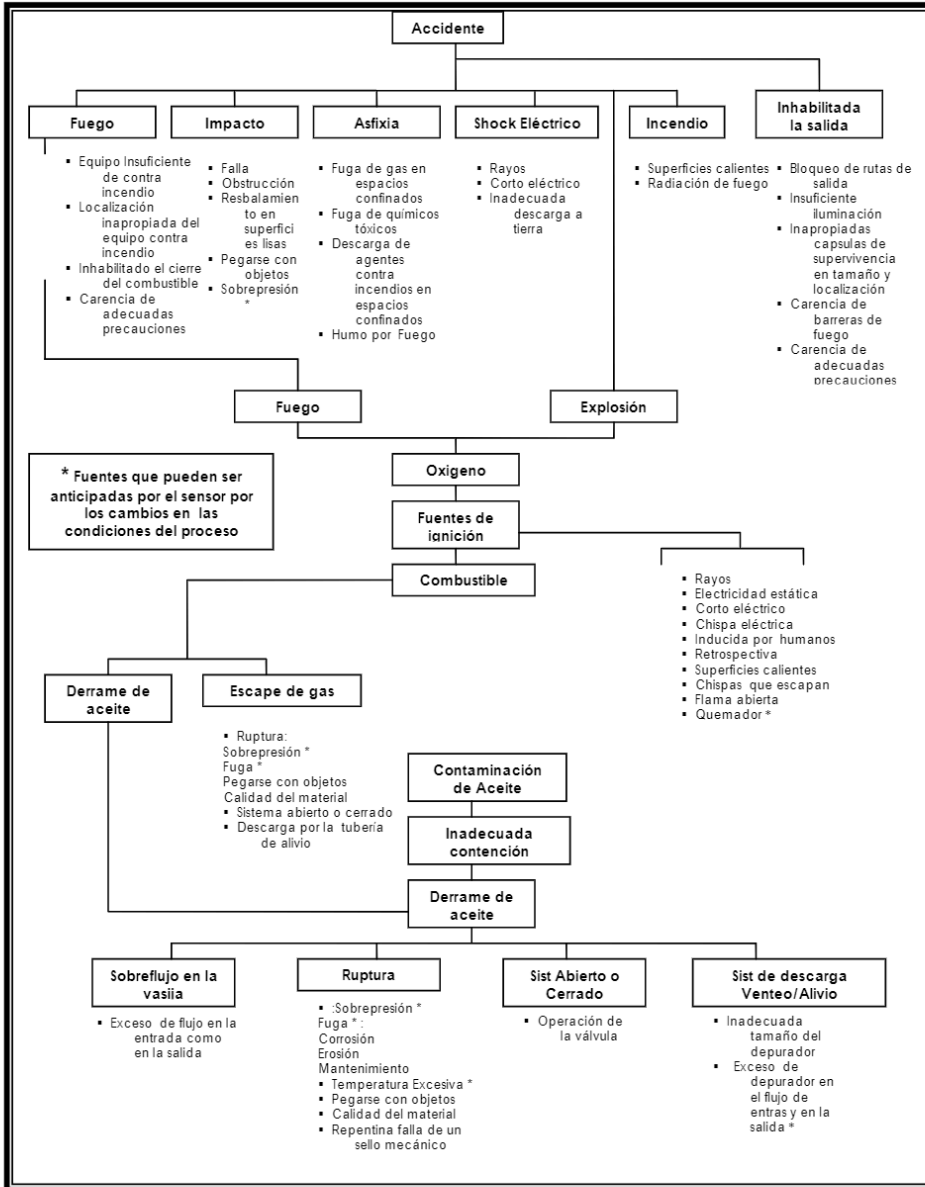 Accidente
Fuego
Impacto
Asfixia
Shock Eléctrico
Incendio
Inhabilitada
la salida
▪ Equipo Insuficiente
de contra
incendio
▪ Localización
inapropiada del
equipo contra
incendio
▪ Inhabilitado el cierre
del combustible
▪ Carencia de
adecuadas
precauciones
▪ Falla
▪ Obstrucción
▪ Resbalamie
nto en
superfici
es lisas
▪ Pegarse con
objetos
▪ Sobrepresión
*
▪ Fuga de gas en
espacios
confinados
▪ Fuga de químicos
tóxicos
▪ Descarga de
agentes
contra
incendios en
espacios
confinados
▪ Humo por Fuego
▪ Rayos
▪ Corto eléctrico
▪ Inadecuada
descarga a
tierra
▪ Superficies calientes
▪ Radiación de fuego
▪ Bloqueo de rutas de
salida
▪ Insuficiente
iluminación
▪ Inapropiadas
capsulas de
supervivencia
en tamaño y
localización
▪ Carencia de
barreras de
fuego
▪ Carencia de
adecuadas
precauciones
Fuego
Explosión
* Fuentes que pueden ser
anticipadas por el sensor por
los cambios en las
condiciones del proceso
Oxigeno
Fuentes de
ignición
Combustible
▪ Rayos
▪ Electricidad estática
▪ Corto eléctrico
▪ Chispa eléctrica
▪ Inducida por humanos
▪ Retrospectiva
▪ Superficies calientes
▪ Chispas que escapan
▪ Flama abierta
▪ Quemador *
Derrame de
aceite
Escape de gas
▪ Ruptura:
Sobrepresión *
Fuga *
Pegarse con objetos
Calidad del material
▪ Sistema abierto o cerrado
▪ Descarga por la tubería
de alivio
Contaminación
de Aceite
Inadecuada
contención
Derrame de
aceite
Sobreflujo en la
vasija
Ruptura
Sist Abierto o
Cerrado
Sist de descarga
Venteo/Alivio
▪ Exceso de flujo en la
entrada como
en la salida
▪ :Sobrepresión *
Fuga * :
Corrosión
Erosión
Mantenimiento
▪ Temperatura Excesiva *
▪ Pegarse con objetos
▪ Calidad del material
▪ Repentina falla de un
sello mecánico
▪ Operación de
la válvula
▪ Inadecuada
tamaño del
depurador
▪ Exceso de
depurador en
el flujo de
entras y en la
salida *